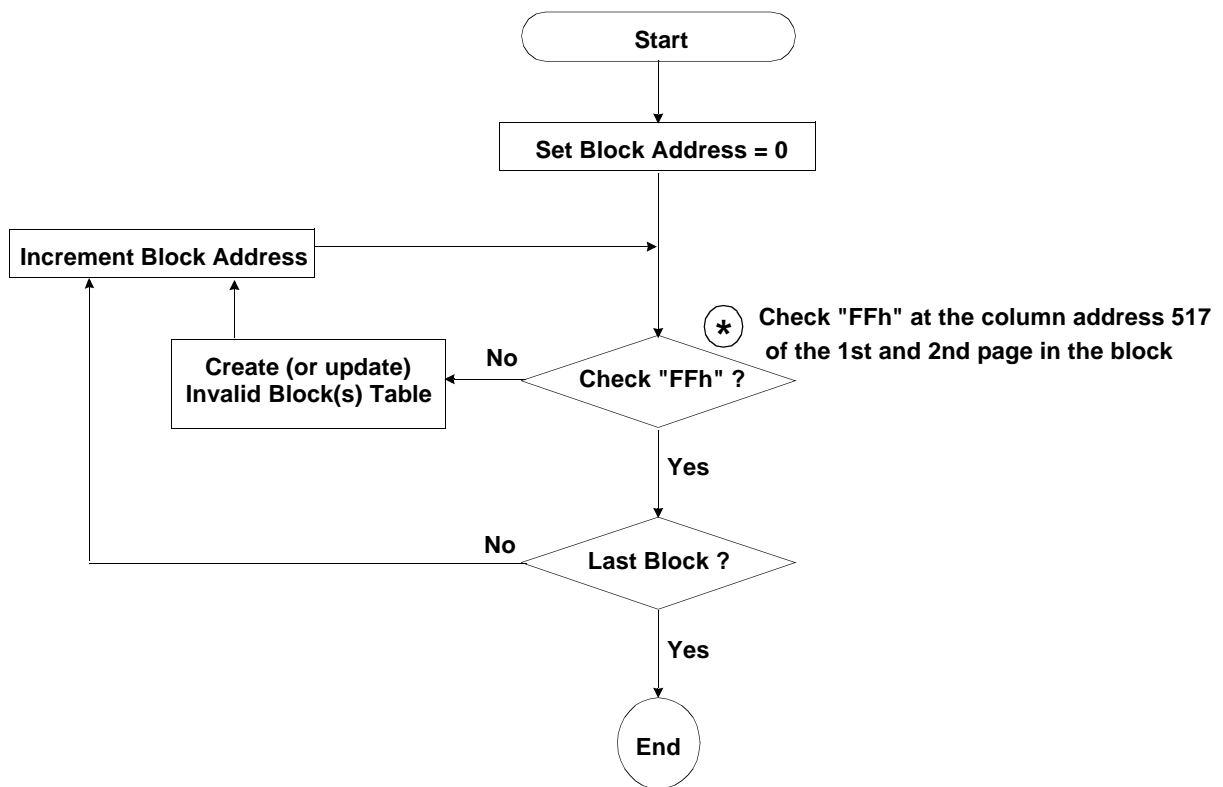 Start
Set Block Address = 0
Increment Block Address
* Check "FFh" at the column address 517
of the 1st and 2nd page in the block
No
Create (or update)
Invalid Block(s) Table
Check "FFh" ?
Yes
No
Last Block ?
Yes
End